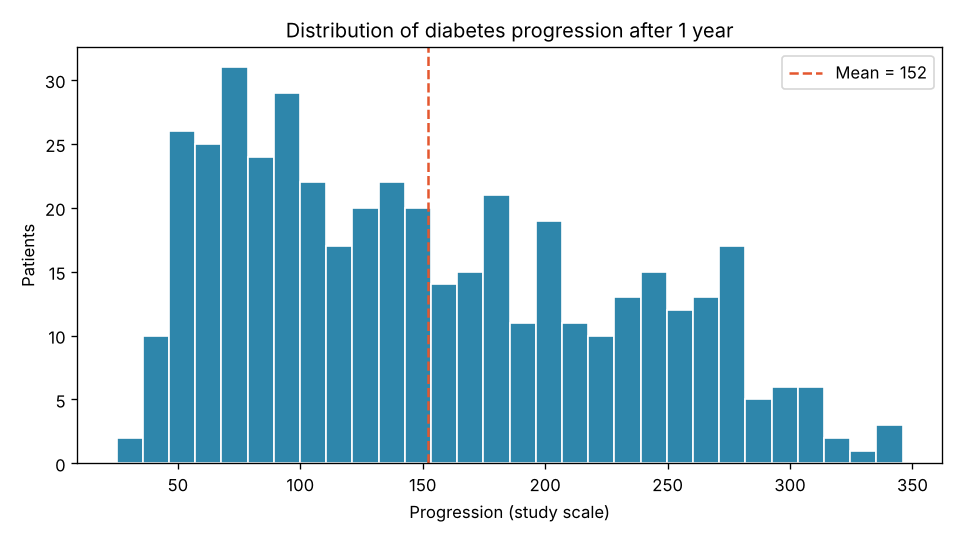 Distribution of diabetes progression after 1 year
Mean = 152
Patients
30
25
20
15
10
5
0
50 100 150 200 250 300 350
Progression (study scale)